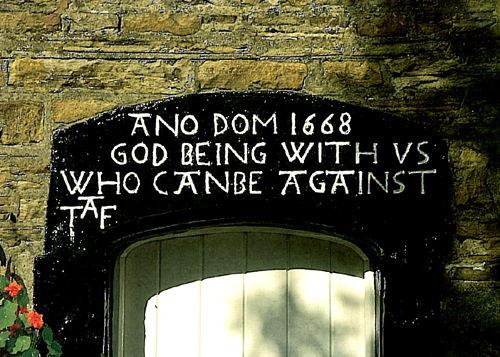 ANO DOM 1668
GOD BEING WITH VS
WHO CANBE AGAINST
TAF